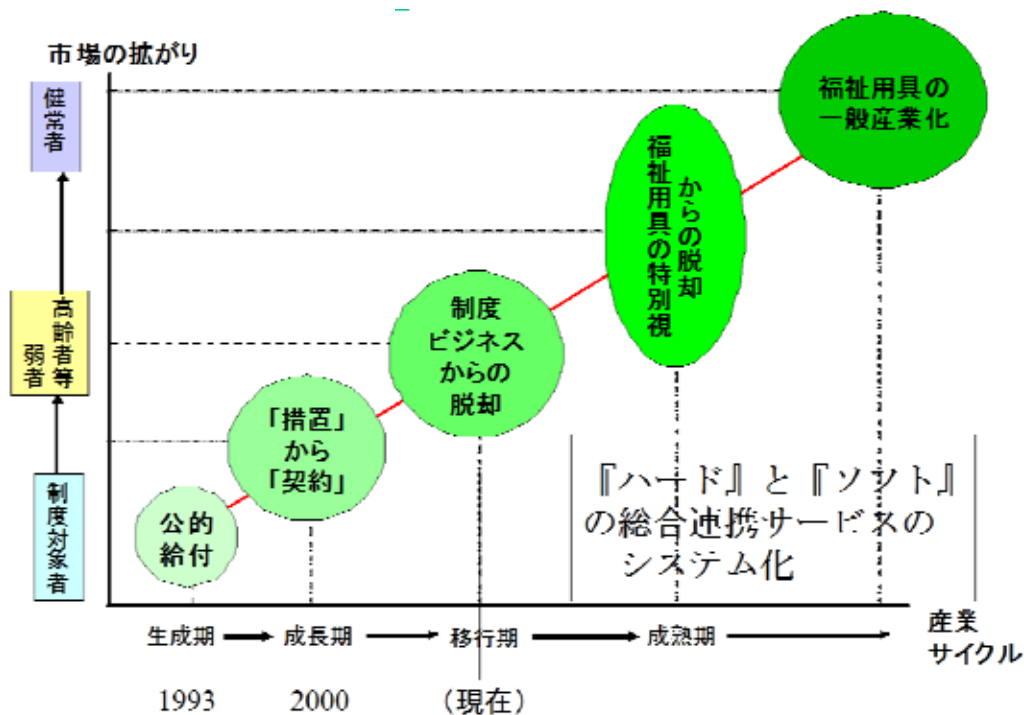 市場の拡がり
健常者
高齢者等
弱者
制度対象者
公的
給付
「措置」
から
「契約」
制度
ビジネス
からの
脱却
福祉用具の特別視
からの脱却
福祉用具の
一般産業化
『ハード』と『ソフト』
の総合連携サービスの
システム化
生成期
成長期
移行期
成熟期
産業
サイクル
1993
2000
（現在）